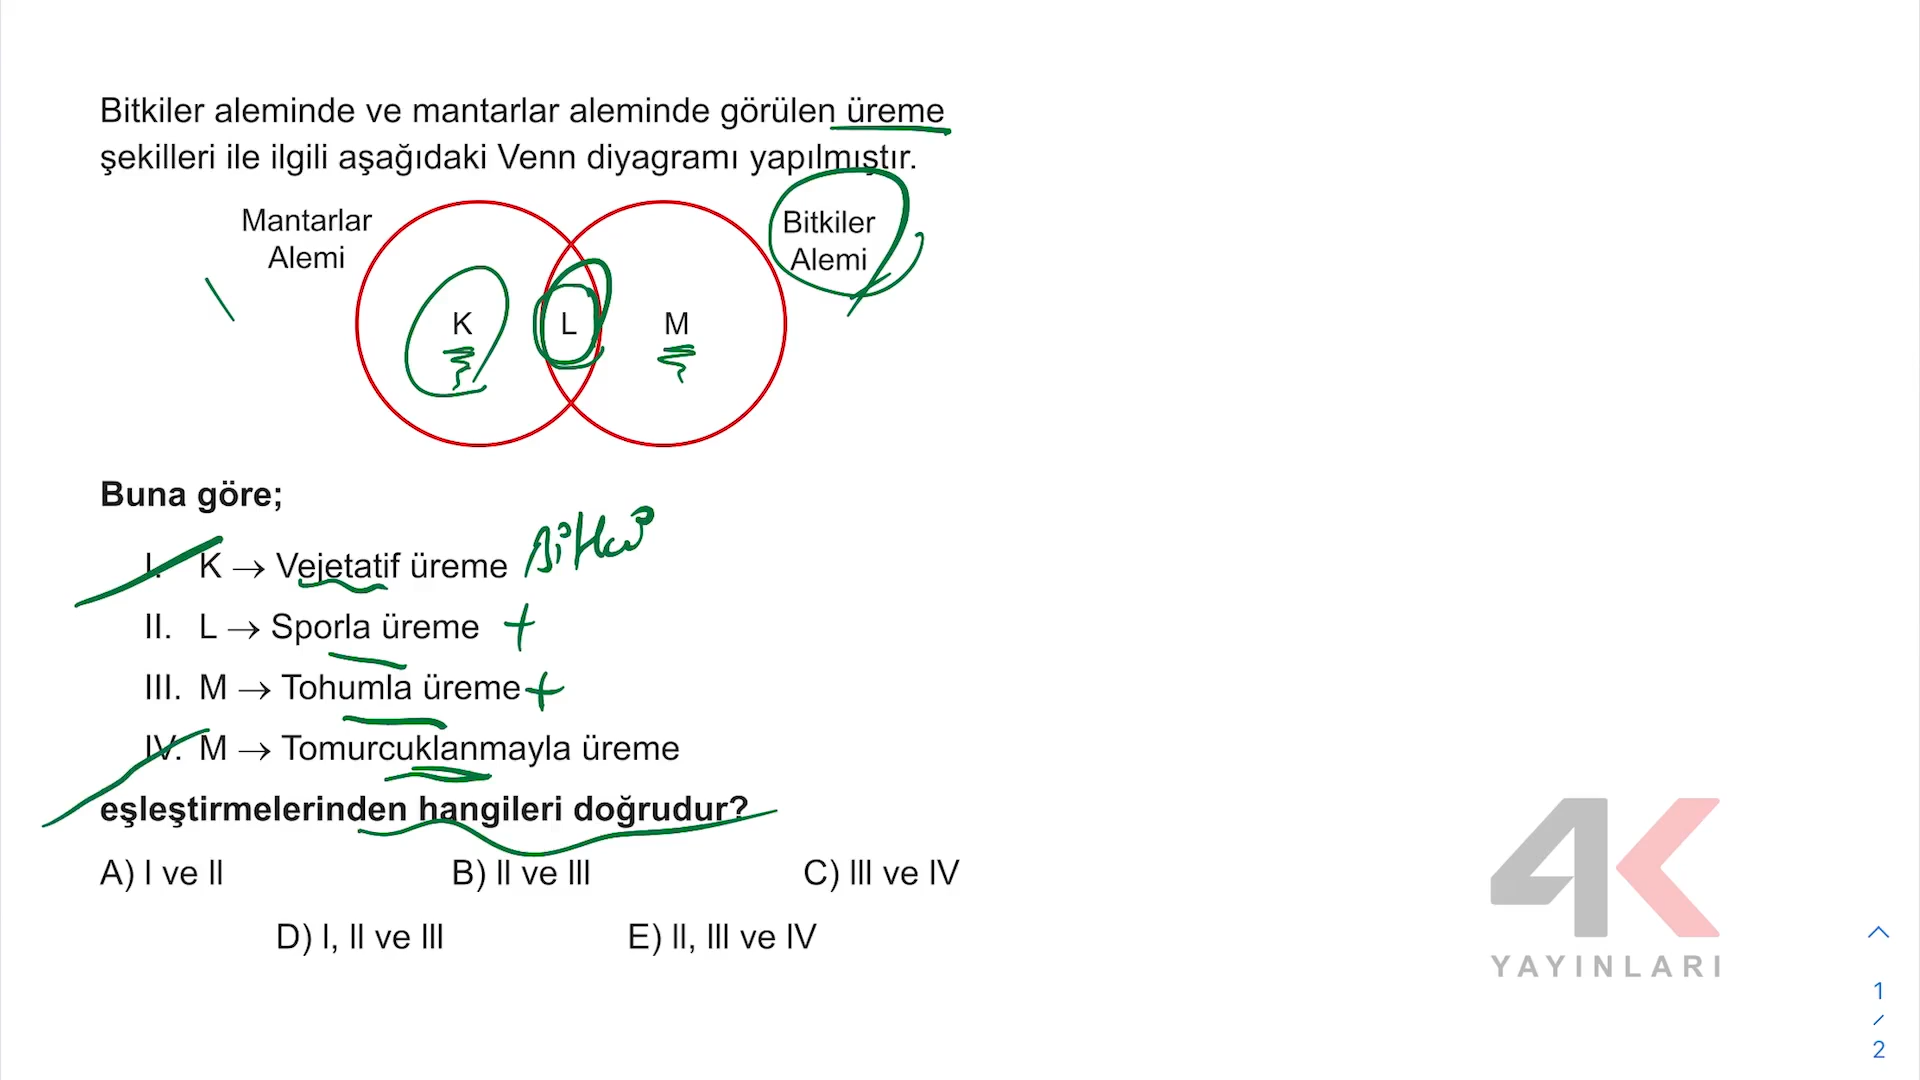 Bitkiler aleminde ve mantarlar aleminde görülen üreme
şekilleri ile ilgili aşağıdaki Venn diyagramı yapılmıştır.
Mantarlar
Alemi
Bitkiler
Alemi
K
L
M
Buna göre;
I. K → Vejetatif üreme Bitki
II. L → Sporla üreme +
III. M → Tohumla üreme +
IV. M → Tomurcuklanmayla üreme
eşleştirmelerinden hangileri doğrudur?
A) I ve II B) II ve III C) III ve IV
D) I, II ve III E) II, III ve IV
4K
YAYINLARI
1
/
2